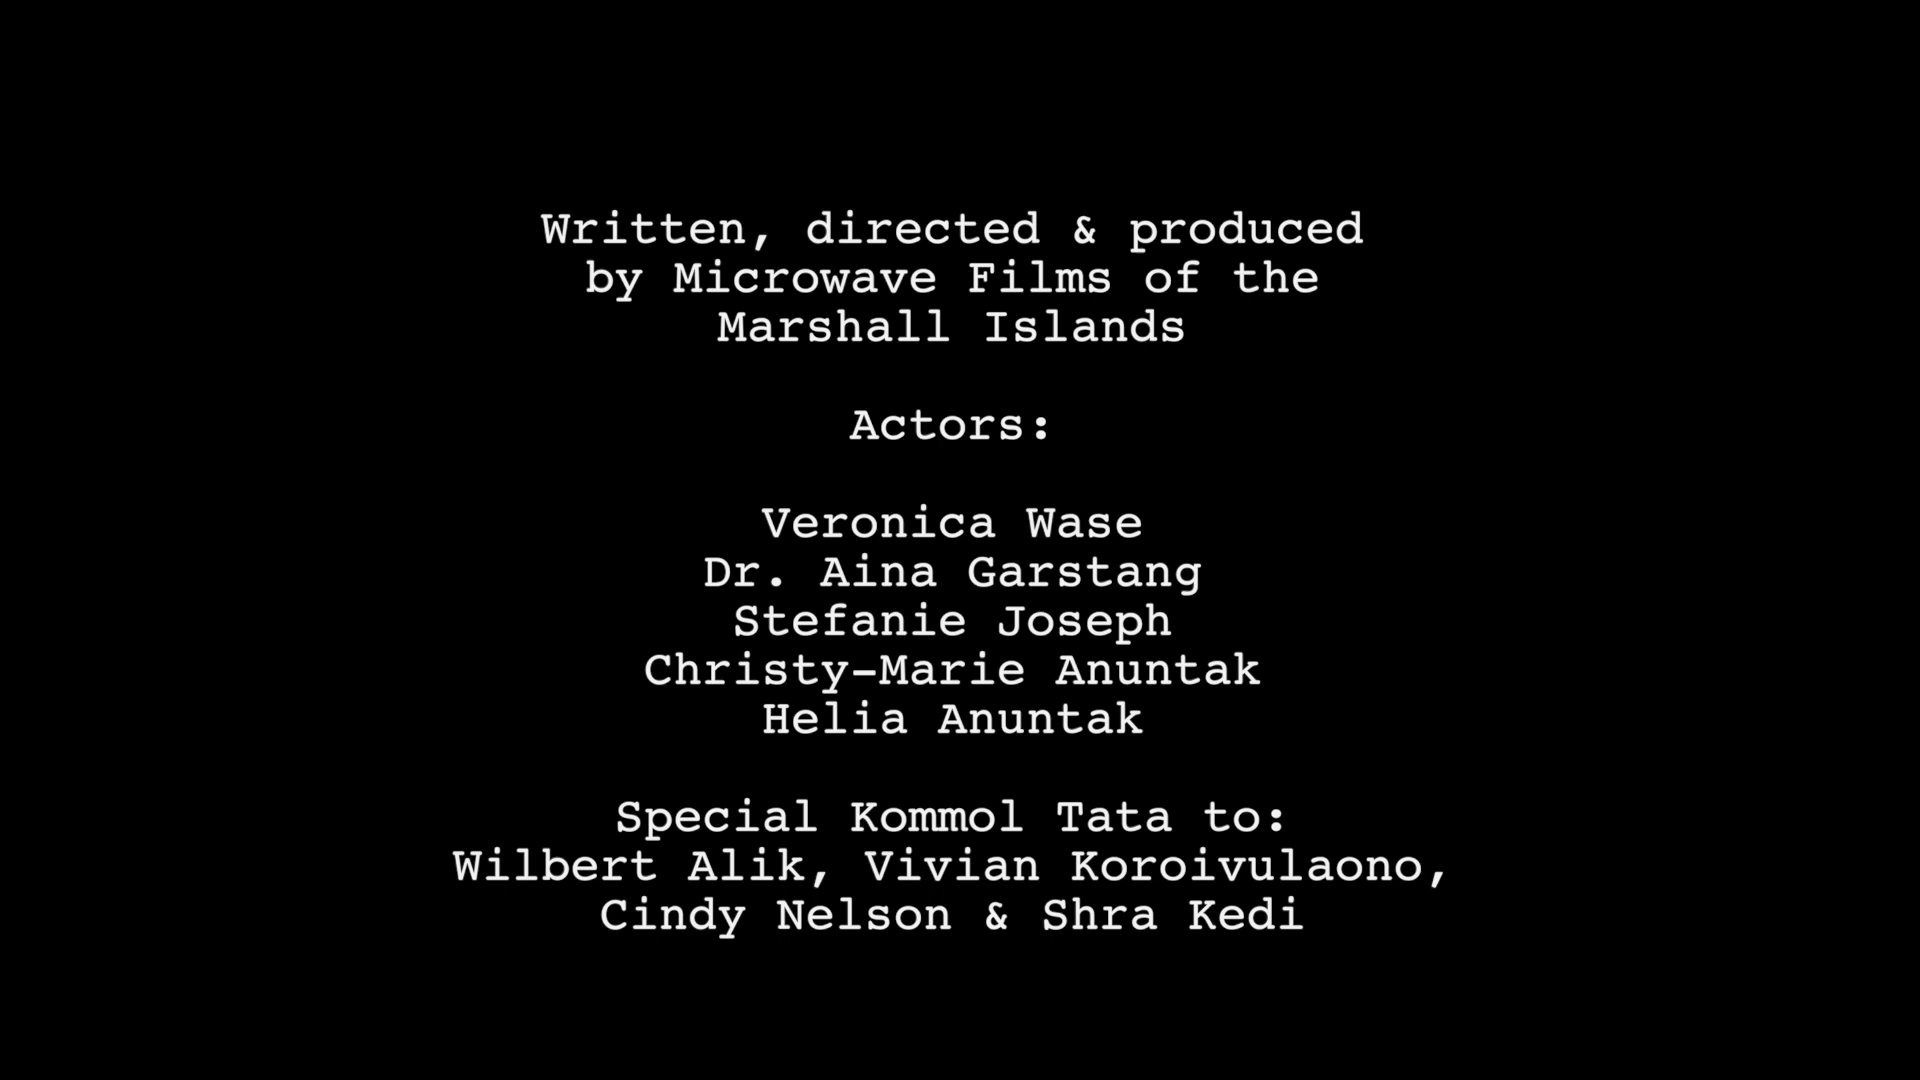 Written, directed & produced
by Microwave Films of the
Marshall Islands
Actors:
Veronica Wase
Dr. Aina Garstang
Stefanie Joseph
Christy-Marie Anuntak
Helia Anuntak
Special Kommol Tata to:
Wilbert Alik, Vivian Koroivulaono,
Cindy Nelson & Shra Kedi